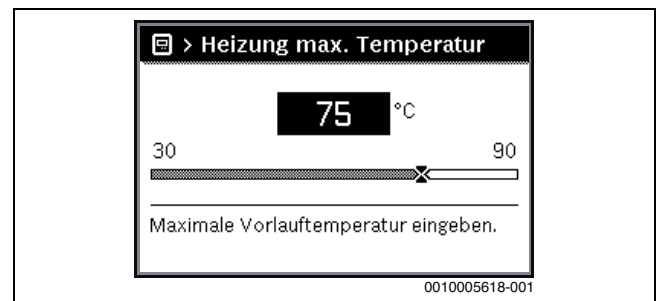 > Heizung max. Temperatur
75 °C
30 90
Maximale Vorlauftemperatur eingeben.
0010005618-001